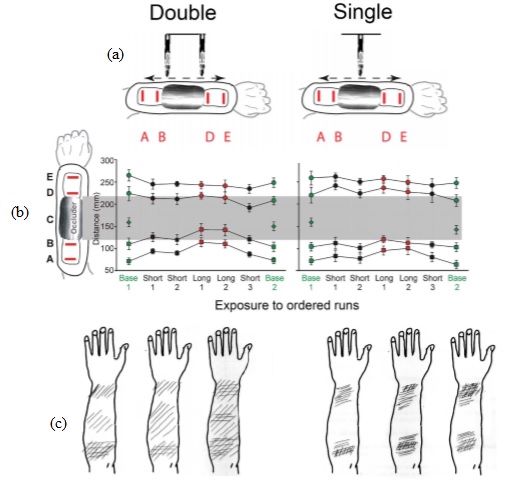 Double Single
(a)
A B D E A B D E
(b)
E
D
C
B
A
Occluder
Distance (mm)
300
250
200
150
100
50
Base Short Short Long Long Short Base Base Short Short Long Long Short Base
1 1 2 1 2 3 2 1 1 2 1 2 3 2
Exposure to ordered runs
(c)